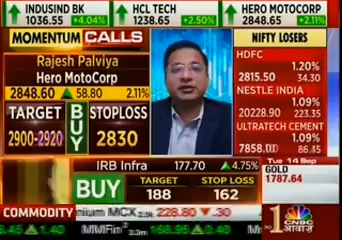 INDUSIND BK
1036.55 +4.04%
HCL TECH
1238.65 +2.50%
HERO MOTOCORP
2848.65 +2.11%
MOMENTUM CALLS
Rajesh Palviya
Hero MotoCorp
2848.60 58.80 2.11%
TARGET
2900-2920
BUY
STOPLOSS
2830
NIFTY LOSERS
HDFC
1.20%
2815.50 34.30
NESTLE INDIA
1.09%
20228.90 223.35
ULTRATECH CEMENT
1.09%
7858.00 86.45
IRB Infra 177.70 4.75%
BUY
TARGET
188
STOP LOSS
162
Tue 14 Sep
GOLD
1787.64
COMMODITY
MCX 228.80 .30
1
CNBC
आवाज़